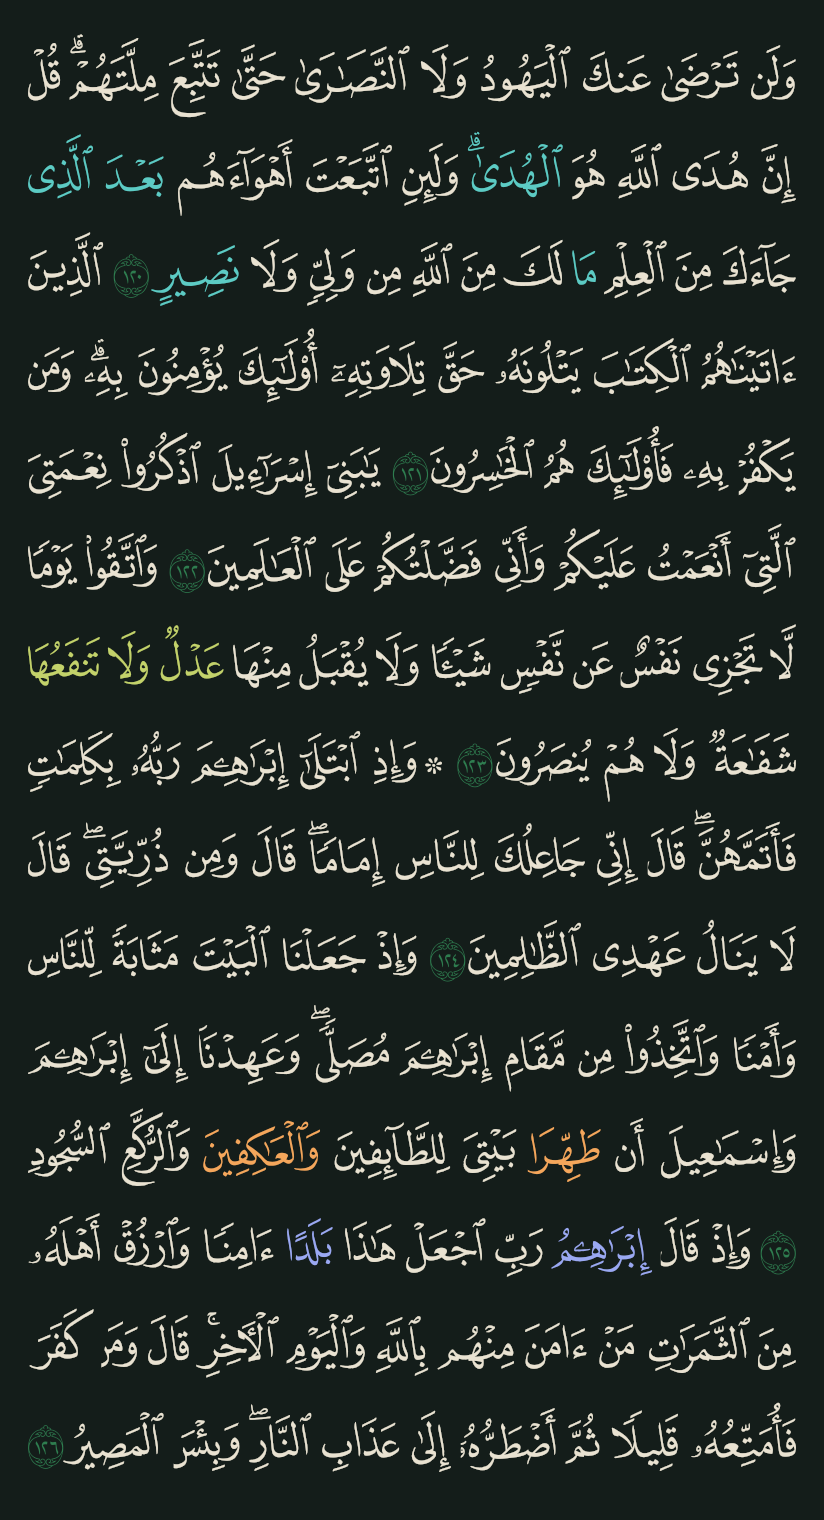 وَلَن تَرْضَىٰ عَنكَ ٱلْيَهُودُ وَلَا ٱلنَّصَـٰرَىٰ حَتَّىٰ تَتَّبِعَ مِلَّتَهُمْ ۗ قُلْ
إِنَّ هُدَى ٱللَّهِ هُوَ ٱلْهُدَىٰ ۗ وَلَئِنِ ٱتَّبَعْتَ أَهْوَآءَهُم بَعْدَ ٱلَّذِى
جَآءَكَ مِنَ ٱلْعِلْمِ مَا لَكَ مِنَ ٱللَّهِ مِن وَلِىٍّ وَلَا نَصِيرٍ ١٢٠ ٱلَّذِينَ
ءَاتَيْنَـٰهُمُ ٱلْكِتَـٰبَ يَتْلُونَهُۥ حَقَّ تِلَاوَتِهِۦٓ أُو۟لَـٰٓئِكَ يُؤْمِنُونَ بِهِۦ ۗ وَمَن
يَكْفُرْ بِهِۦ فَأُو۟لَـٰٓئِكَ هُمُ ٱلْخَـٰسِرُونَ ١٢١ يَـٰبَنِىٓ إِسْرَٰٓءِيلَ ٱذْكُرُوا۟ نِعْمَتِىَ
ٱلَّتِىٓ أَنْعَمْتُ عَلَيْكُمْ وَأَنِّى فَضَّلْتُكُمْ عَلَى ٱلْعَـٰلَمِينَ ١٢٢ وَٱتَّقُوا۟ يَوْمًا
لَّا تَجْزِى نَفْسٌ عَن نَّفْسٍ شَيْـًٔا وَلَا يُقْبَلُ مِنْهَا عَدْلٌ وَلَا تَنفَعُهَا
شَفَـٰعَةٌ وَلَا هُمْ يُنصَرُونَ ١٢٣ ۞ وَإِذِ ٱبْتَلَىٰٓ إِبْرَٰهِـۧمَ رَبُّهُۥ بِكَلِمَـٰتٍ
فَأَتَمَّهُنَّ ۖ قَالَ إِنِّى جَاعِلُكَ لِلنَّاسِ إِمَامًا ۖ قَالَ وَمِن ذُرِّيَّتِى ۖ قَالَ
لَا يَنَالُ عَهْدِى ٱلظَّـٰلِمِينَ ١٢٤ وَإِذْ جَعَلْنَا ٱلْبَيْتَ مَثَابَةً لِّلنَّاسِ
وَأَمْنًا وَٱتَّخِذُوا۟ مِن مَّقَامِ إِبْرَٰهِـۧمَ مُصَلًّى ۖ وَعَهِدْنَآ إِلَىٰٓ إِبْرَٰهِـۧمَ
وَإِسْمَـٰعِيلَ أَن طَهِّرَا بَيْتِىَ لِلطَّآئِفِينَ وَٱلْعَـٰكِفِينَ وَٱلرُّكَّعِ ٱلسُّجُودِ
١٢٥ وَإِذْ قَالَ إِبْرَٰهِـۧمُ رَبِّ ٱجْعَلْ هَـٰذَا بَلَدًا ءَامِنًا وَٱرْزُقْ أَهْلَهُۥ
مِنَ ٱلثَّمَرَٰتِ مَنْ ءَامَنَ مِنْهُم بِٱللَّهِ وَٱلْيَوْمِ ٱلْـَٔاخِرِ ۚ قَالَ وَمَن كَفَرَ
فَأُمَتِّعُهُۥ قَلِيلًا ثُمَّ أَضْطَرُّهُۥٓ إِلَىٰ عَذَابِ ٱلنَّارِ ۖ وَبِئْسَ ٱلْمَصِيرُ ١٢٦